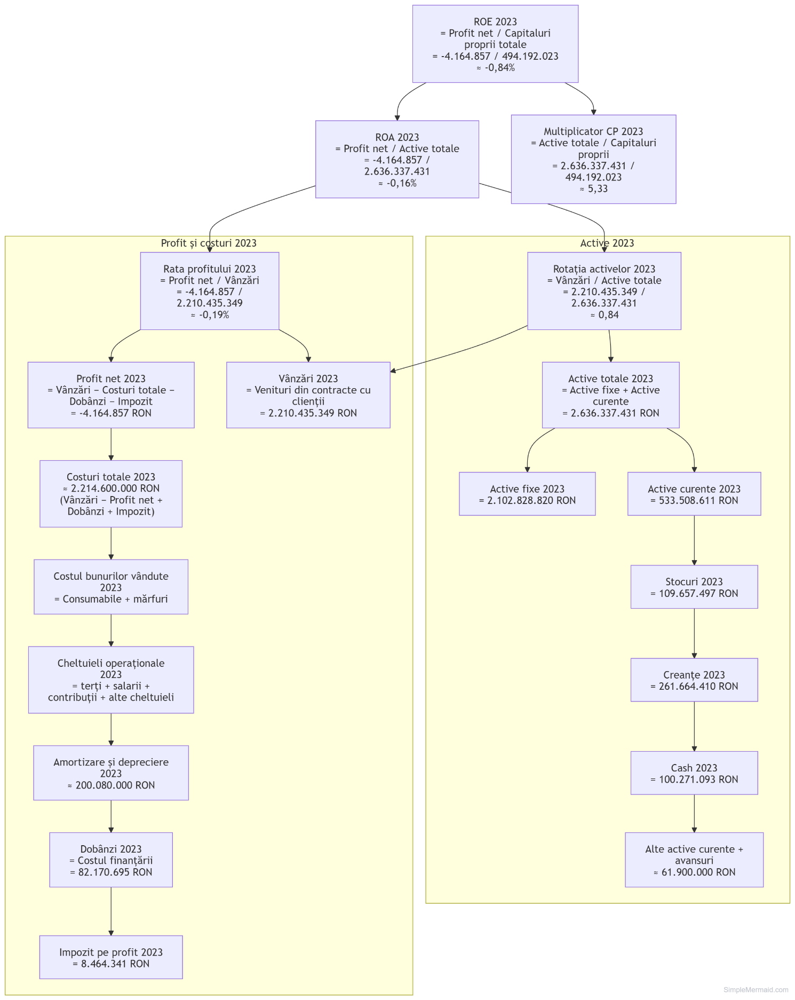 ROE 2023
= Profit net / Capitaluri
proprii totale
= -4.164.857 / 494.192.023
≈ -0,84%
ROA 2023
= Profit net / Active totale
= -4.164.857 /
2.636.337.431
≈ -0,16%
Multiplicator CP 2023
= Active totale / Capitaluri
proprii
= 2.636.337.431 /
494.192.023
≈ 5,33
Profit și costuri 2023
Rata profitului 2023
= Profit net / Vânzări
= -4.164.857 /
2.210.435.349
≈ -0,19%
Profit net 2023
= Vânzări − Costuri totale −
Dobânzi − Impozit
= -4.164.857 RON
Vânzări 2023
= Venituri din contracte cu
clienții
= 2.210.435.349 RON
Costuri totale 2023
≈ 2.214.600.000 RON
(Vânzări − Profit net +
Dobânzi + Impozit)
Costul bunurilor vândute
2023
= Consumabile + mărfuri
Cheltuieli operaționale
2023
= terți + salarii +
contribuții + alte cheltuieli
Amortizare și depreciere
2023
≈ 200.080.000 RON
Dobânzi 2023
= Costul finanțării
= 82.170.695 RON
Impozit pe profit 2023
= 8.464.341 RON
Active 2023
Rotația activelor 2023
= Vânzări / Active totale
= 2.210.435.349 /
2.636.337.431
≈ 0,84
Active totale 2023
= Active fixe + Active
curente
= 2.636.337.431 RON
Active fixe 2023
= 2.102.828.820 RON
Active curente 2023
= 533.508.611 RON
Stocuri 2023
= 109.657.497 RON
Creanțe 2023
= 261.664.410 RON
Cash 2023
= 100.271.093 RON
Alte active curente +
avansuri
≈ 61.900.000 RON
SimpleMermaid.com